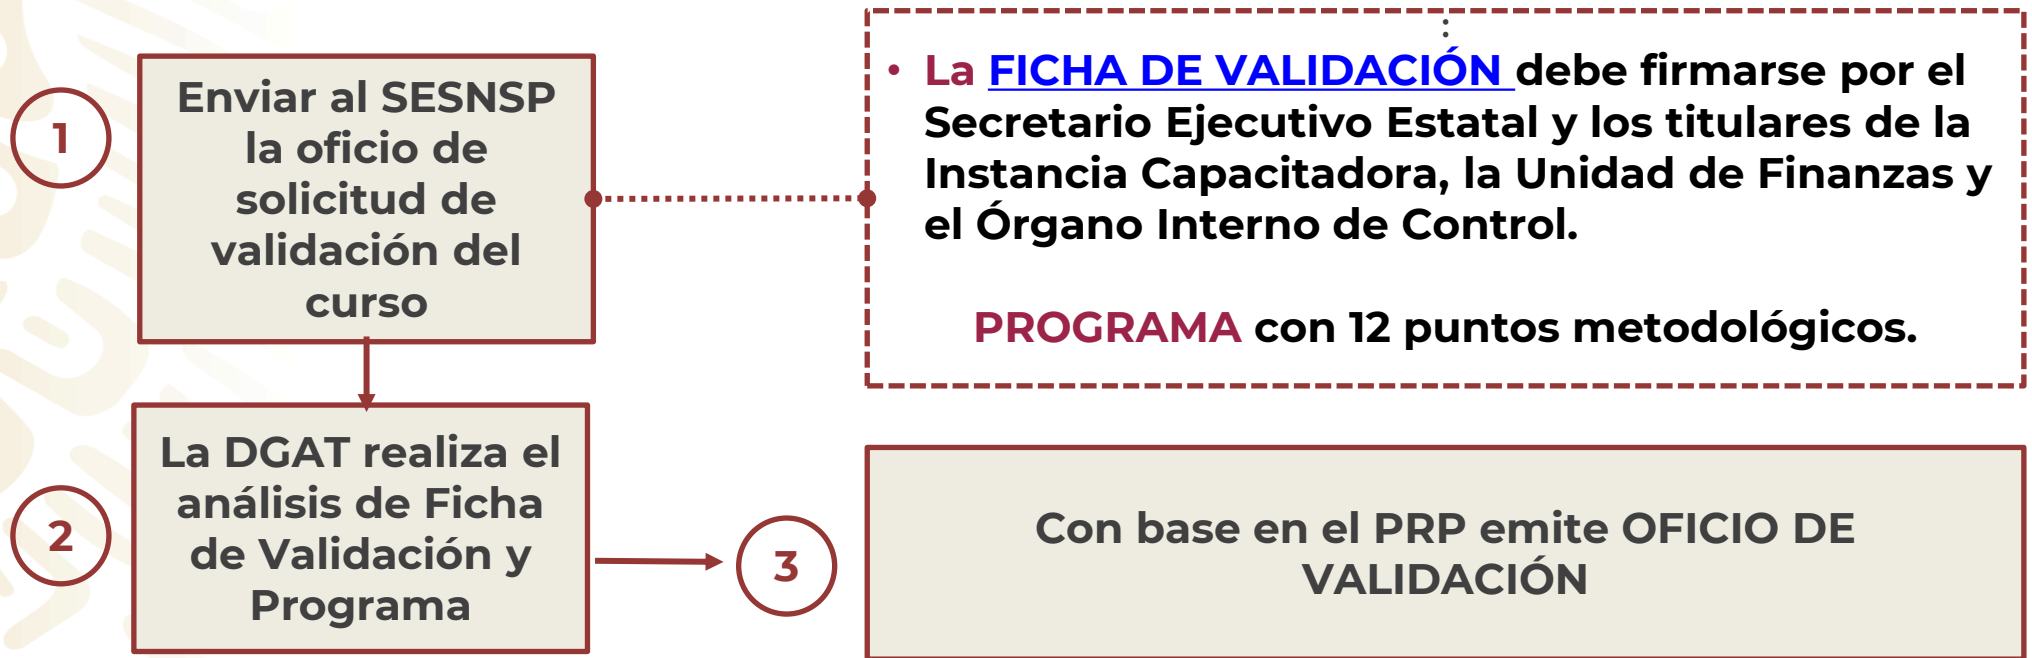 1
Enviar al SESNSP
la oficio de
solicitud de
validación del
curso
:
• La FICHA DE VALIDACIÓN debe firmarse por el
Secretario Ejecutivo Estatal y los titulares de la
Instancia Capacitadora, la Unidad de Finanzas y
el Órgano Interno de Control.
PROGRAMA con 12 puntos metodológicos.
2
La DGAT realiza el
análisis de Ficha
de Validación y
Programa
3
Con base en el PRP emite OFICIO DE
VALIDACIÓN